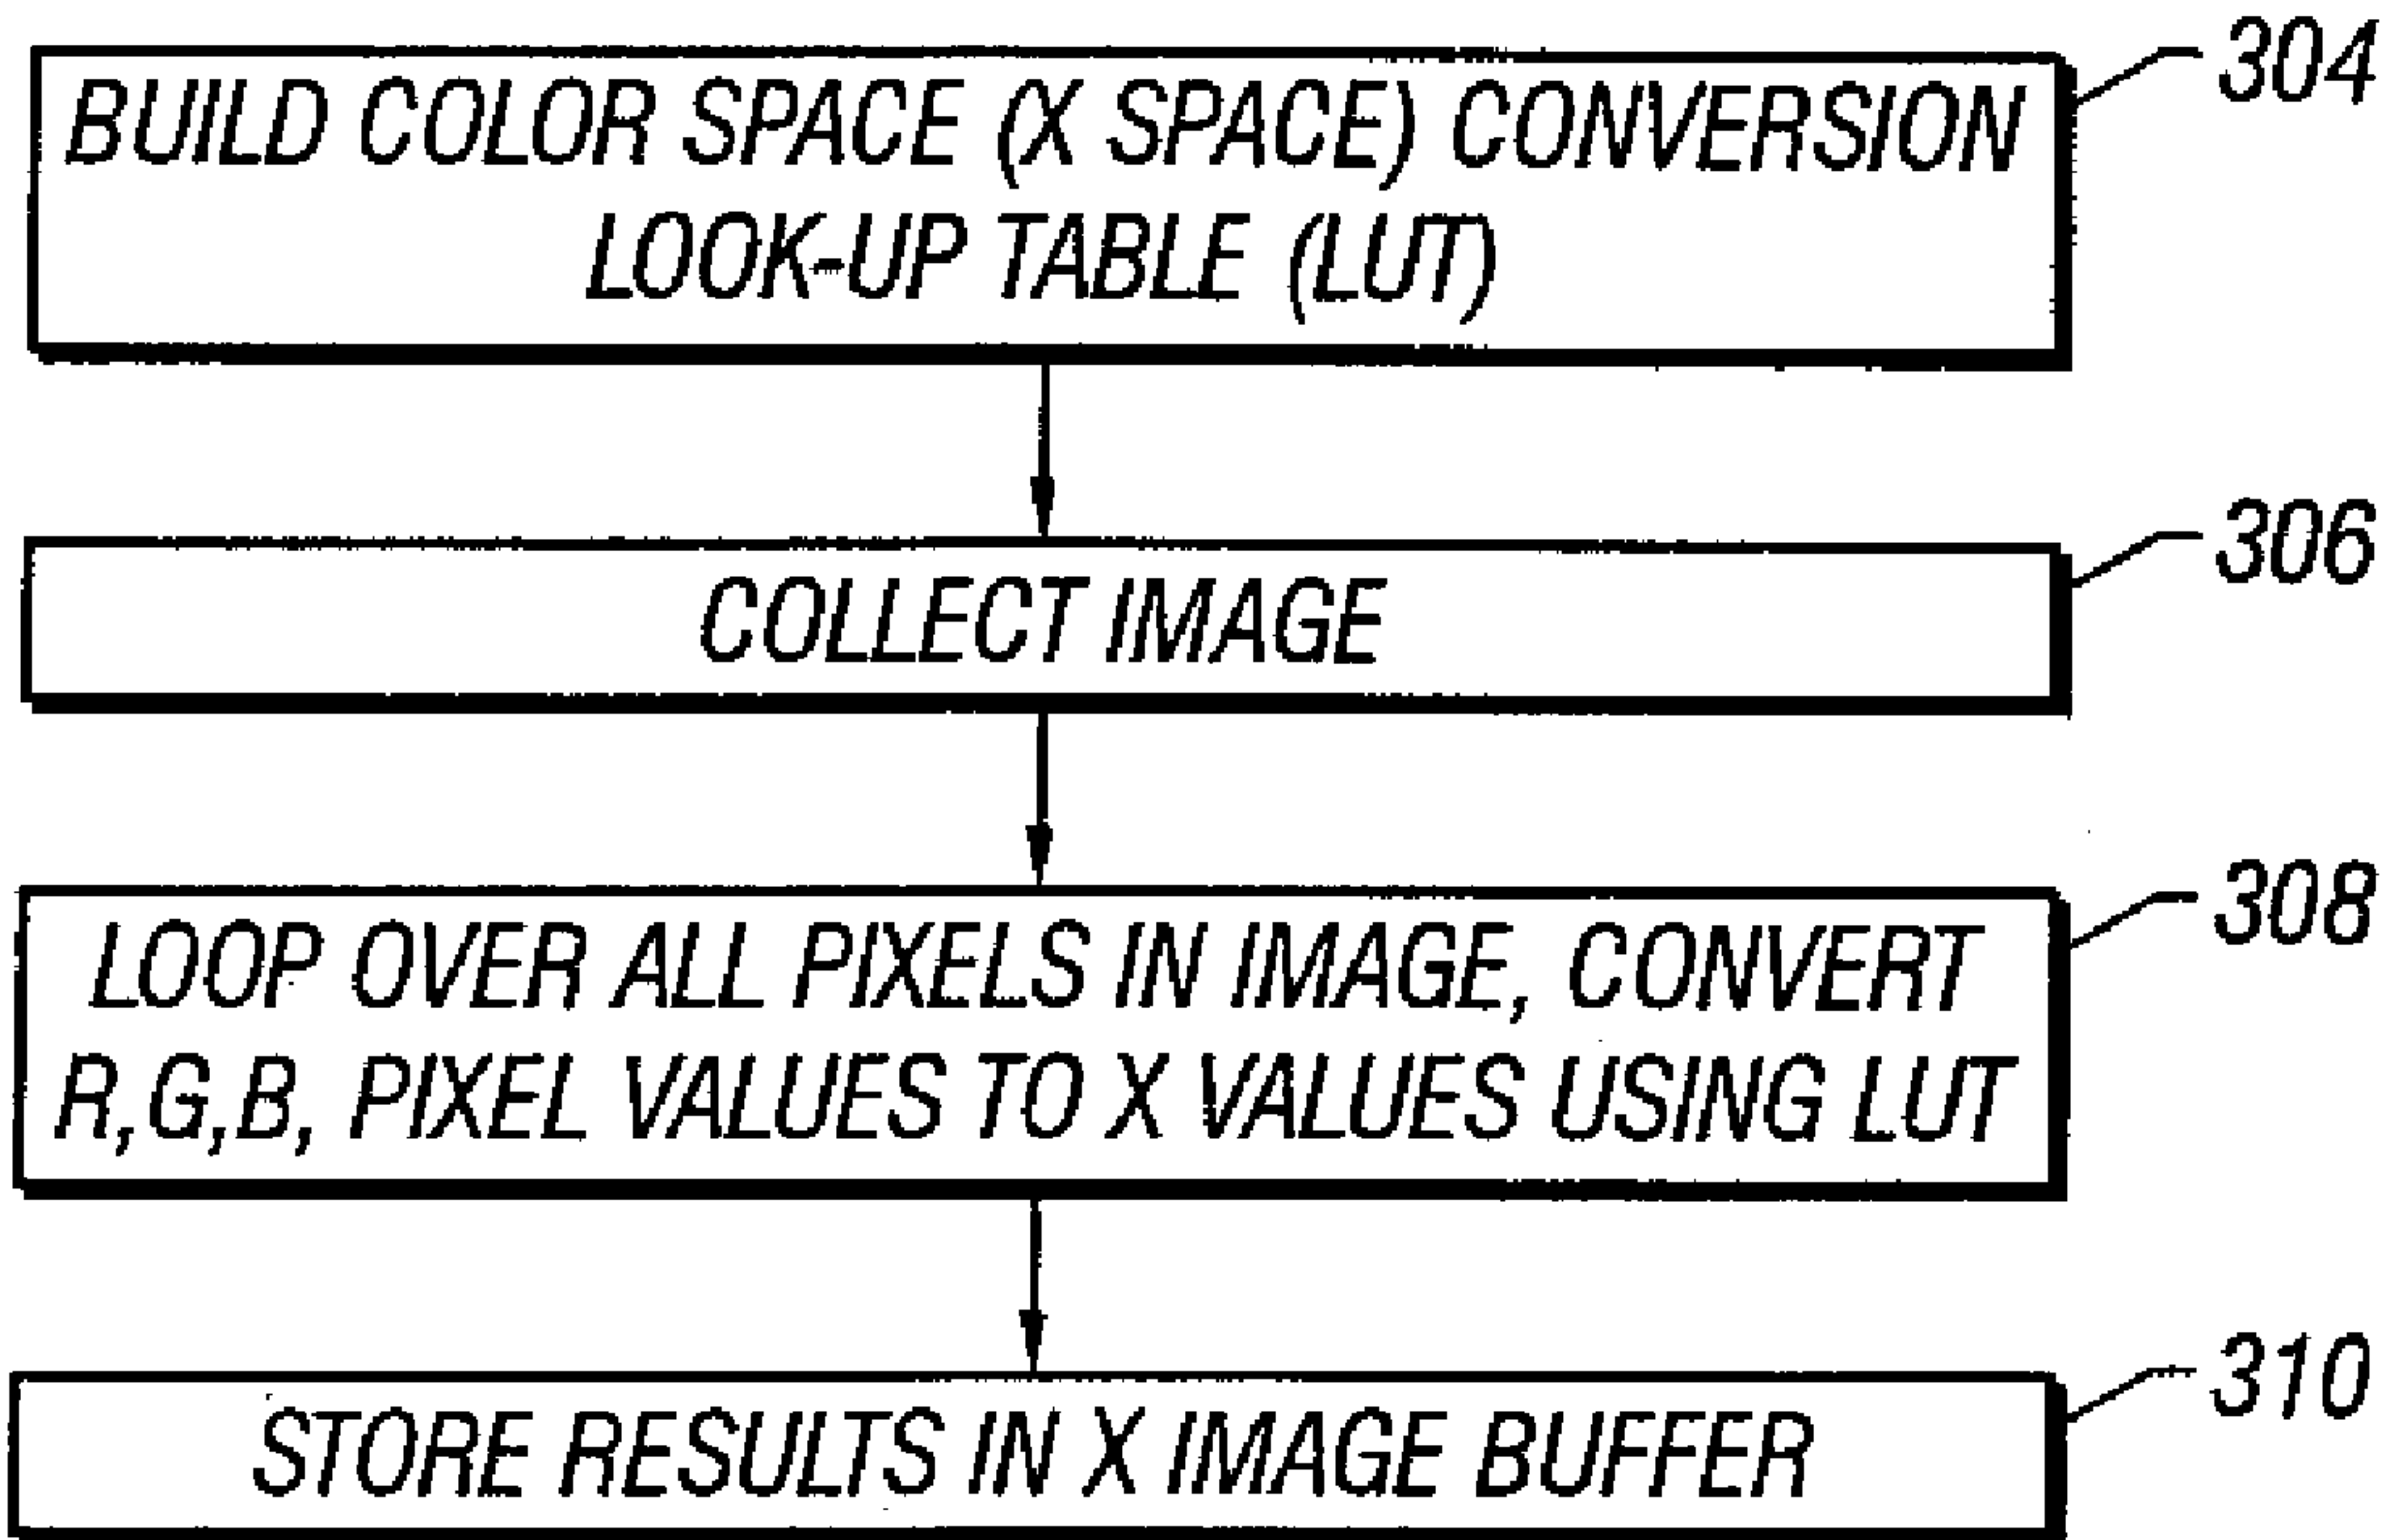 BUILD COLOR SPACE (X SPACE) CONVERSION
LOOK-UP TABLE (LUT)
304
COLLECT IMAGE
306
LOOP OVER ALL PIXELS IN IMAGE, CONVERT
R,G,B, PIXEL VALUES TO X VALUES USING LUT
308
STORE RESULTS IN X IMAGE BUFFER
310